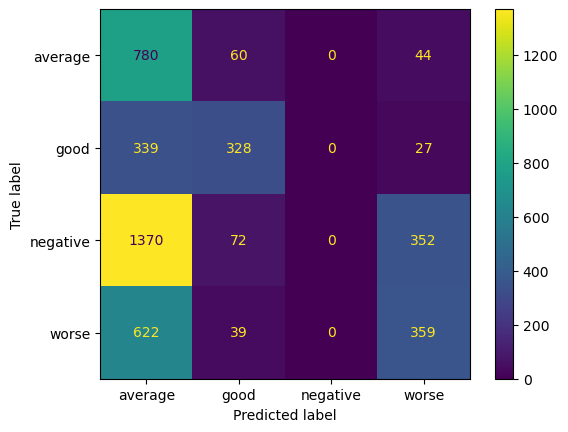 True label
average 780 60 0 44
good 339 328 0 27
negative 1370 72 0 352
worse 622 39 0 359
average good negative worse
Predicted label
1200
1000
800
600
400
200
0